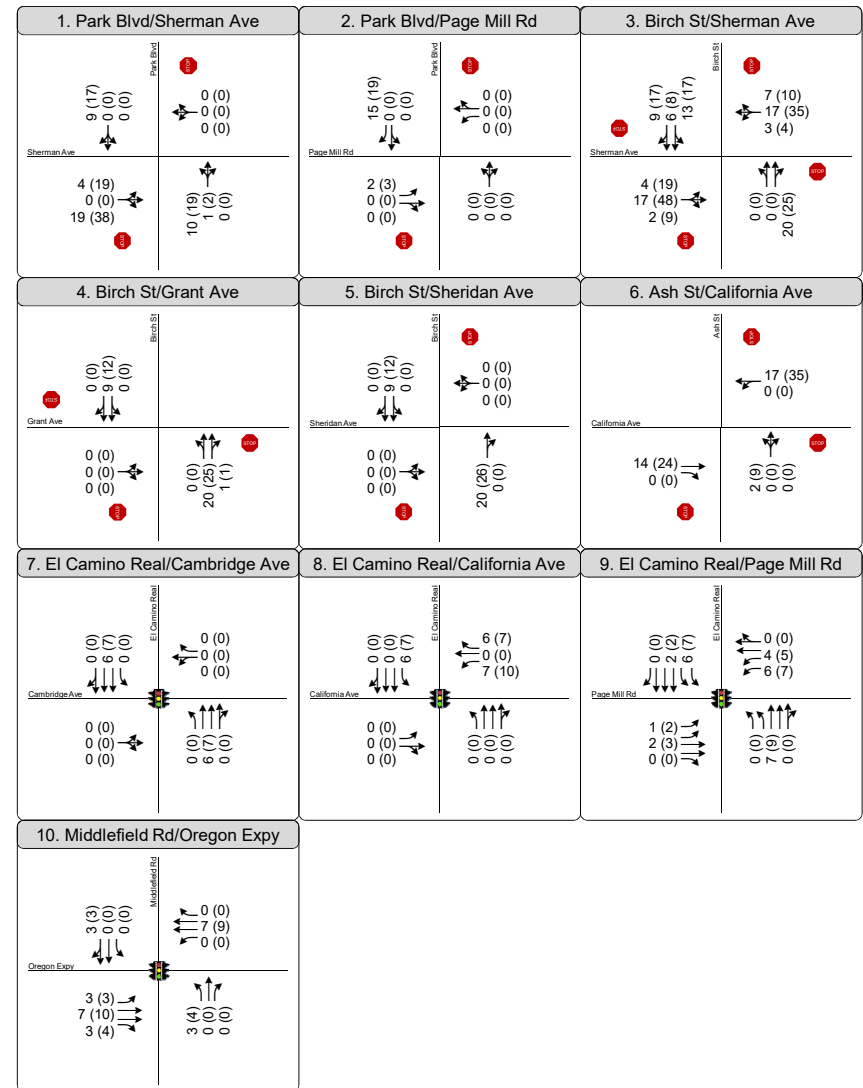 1. Park Blvd/Sherman Ave
Park Blvd
STOP
9 (17)
0 (0)
0 (0)
0 (0)
0 (0)
0 (0)
Sherman Ave
4 (19)
0 (0)
19 (38)
STOP
10 (19)
1 (2)
0 (0)
2. Park Blvd/Page Mill Rd
Park Blvd
STOP
15 (19)
0 (0)
0 (0)
0 (0)
0 (0)
0 (0)
Page Mill Rd
2 (3)
0 (0)
0 (0)
STOP
0 (0)
0 (0)
0 (0)
3. Birch St/Sherman Ave
Birch St
STOP
STOP
9 (17)
6 (8)
13 (17)
7 (10)
17 (35)
3 (4)
Sherman Ave
STOP
4 (19)
17 (48)
2 (9)
STOP
0 (0)
0 (0)
20 (25)
4. Birch St/Grant Ave
Birch St
STOP
0 (0)
9 (12)
0 (0)
Grant Ave
STOP
0 (0)
0 (0)
0 (0)
STOP
0 (0)
20 (25)
1 (1)
5. Birch St/Sheridan Ave
Birch St
STOP
0 (0)
9 (12)
0 (0)
0 (0)
0 (0)
0 (0)
Sheridan Ave
0 (0)
0 (0)
0 (0)
STOP
20 (26)
0 (0)
6. Ash St/California Ave
Ash St
STOP
17 (35)
0 (0)
California Ave
STOP
14 (24)
0 (0)
STOP
2 (9)
0 (0)
0 (0)
7. El Camino Real/Cambridge Ave
El Camino Real
0 (0)
6 (7)
0 (0)
0 (0)
0 (0)
0 (0)
Cambridge Ave
0 (0)
0 (0)
0 (0)
0 (0)
6 (7)
0 (0)
8. El Camino Real/California Ave
El Camino Real
0 (0)
0 (0)
6 (7)
6 (7)
0 (0)
7 (10)
California Ave
0 (0)
0 (0)
0 (0)
0 (0)
0 (0)
0 (0)
9. El Camino Real/Page Mill Rd
El Camino Real
0 (0)
2 (2)
6 (7)
0 (0)
4 (5)
6 (7)
Page Mill Rd
1 (2)
2 (3)
0 (0)
0 (0)
7 (9)
0 (0)
10. Middlefield Rd/Oregon Expy
Middlefield Rd
3 (3)
0 (0)
0 (0)
0 (0)
7 (9)
0 (0)
Oregon Expy
3 (3)
7 (10)
3 (4)
3 (4)
0 (0)
0 (0)